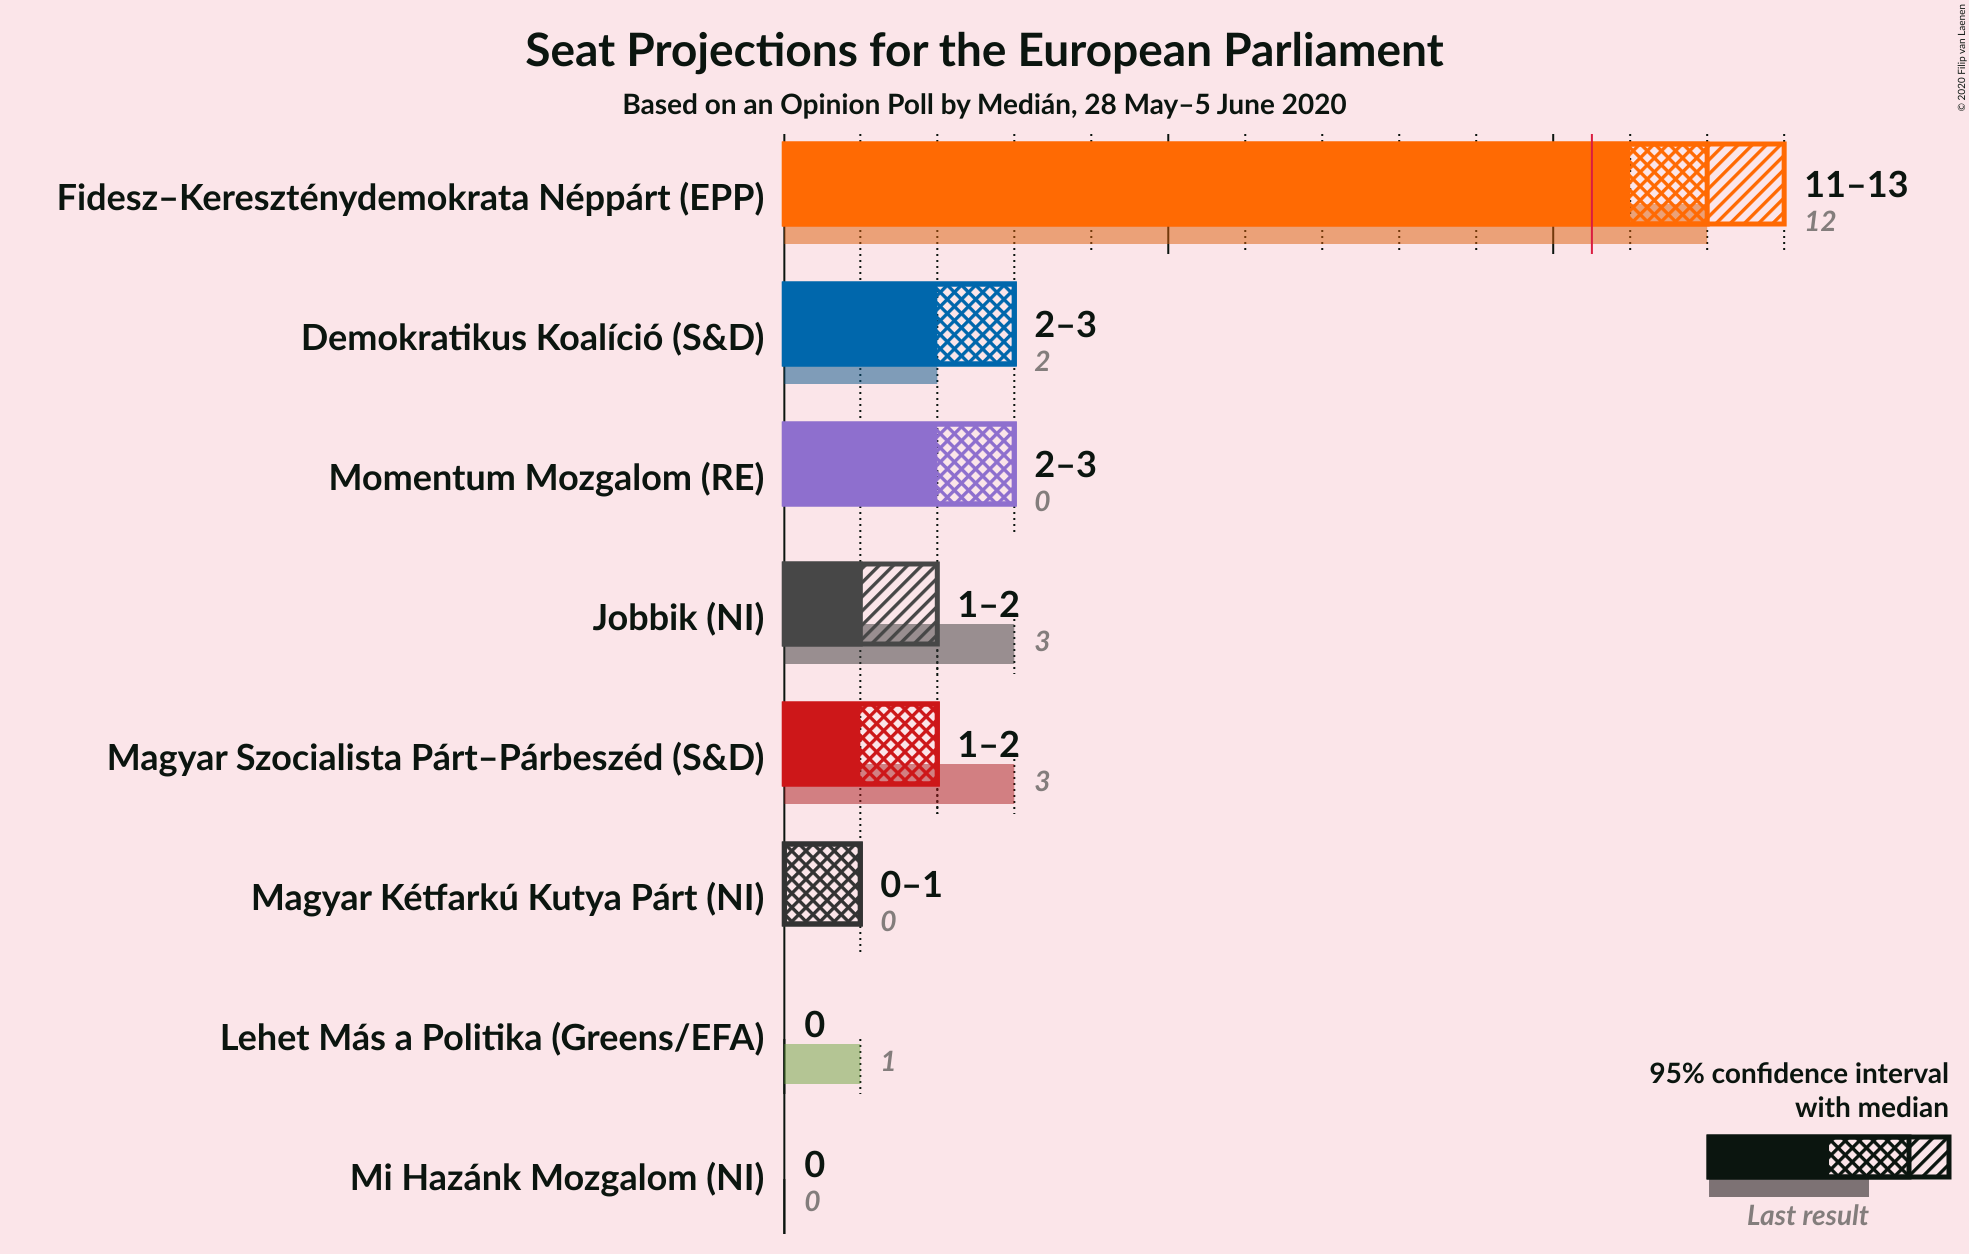 Seat Projections for the European Parliament
Based on an Opinion Poll by Medián, 28 May–5 June 2020
© 2020 Filip van Laenen
Fidesz–Kereszténydemokrata Néppárt (EPP)
11–13
12
Demokratikus Koalíció (S&D)
2–3
2
Momentum Mozgalom (RE)
2–3
0
Jobbik (NI)
1–2
3
Magyar Szocialista Párt–Párbeszéd (S&D)
1–2
3
Magyar Kétfarkú Kutya Párt (NI)
0–1
0
Lehet Más a Politika (Greens/EFA)
0
1
Mi Hazánk Mozgalom (NI)
0
0
95% confidence interval
with median
Last result